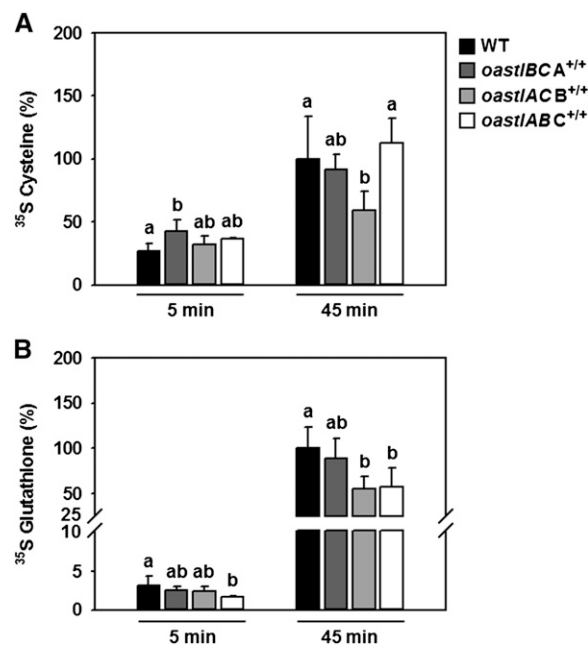 A
200
150
100
50
0
³⁵S Cysteine (%)
a
b
ab
ab
a
ab
b
a
5 min
45 min
WT
oastlBCA⁺/⁺
oastlACB⁺/⁺
oastlABC⁺/⁺
B
200
150
100
50
25
10
5
0
³⁵S Glutathione (%)
a
ab
ab
b
a
ab
b
b
5 min
45 min